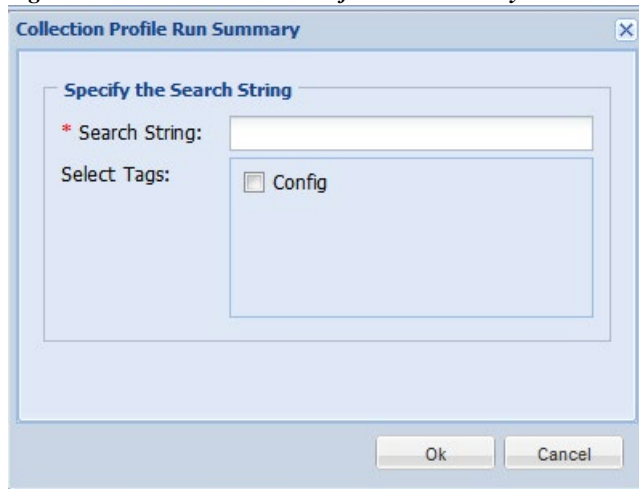 Collection Profile Run Summary
Specify the Search String
* Search String:
Select Tags:
Config
Ok
Cancel